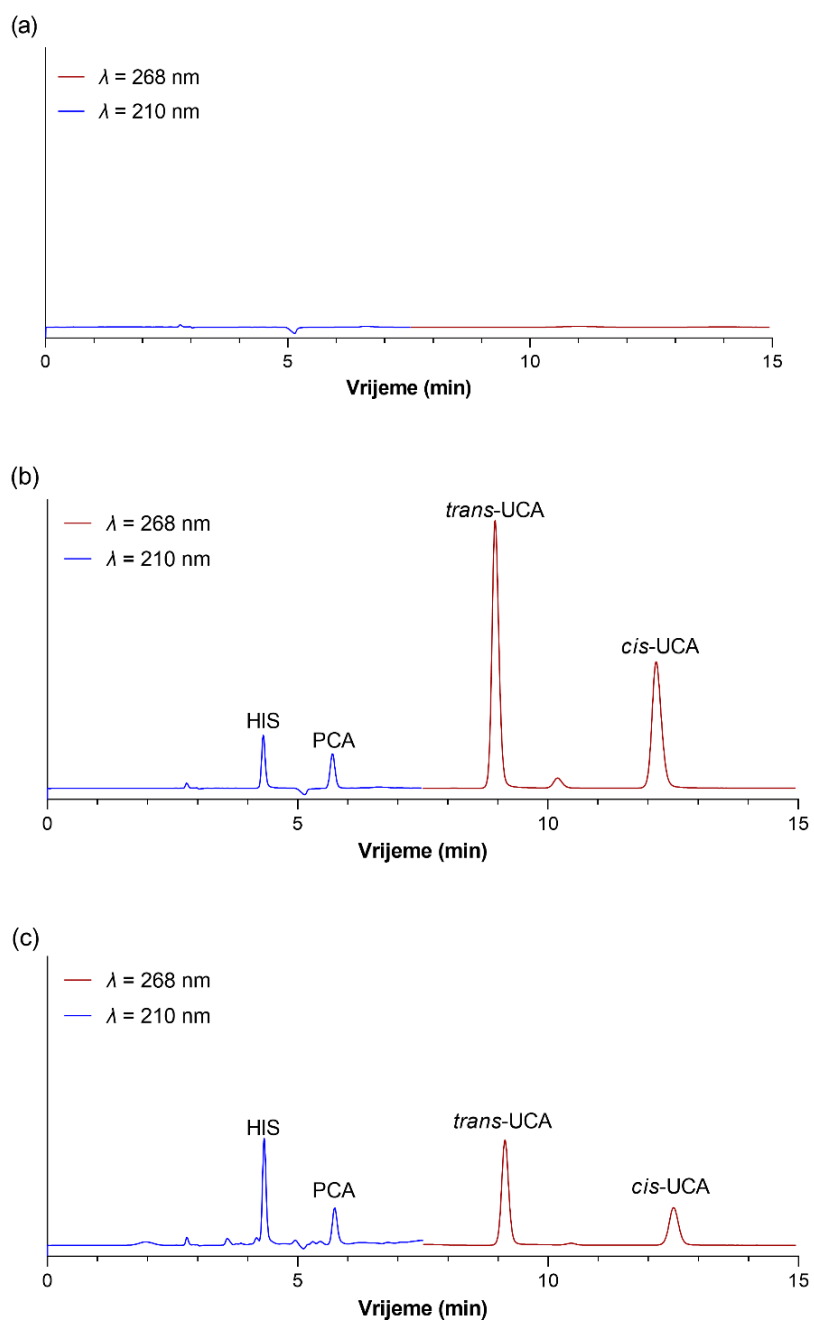 (a)
λ = 268 nm
λ = 210 nm
0 5 10 15
Vrijeme (min)
(b)
λ = 268 nm
λ = 210 nm
trans-UCA
cis-UCA
HIS
PCA
0 5 10 15
Vrijeme (min)
(c)
λ = 268 nm
λ = 210 nm
HIS
trans-UCA
PCA
cis-UCA
0 5 10 15
Vrijeme (min)